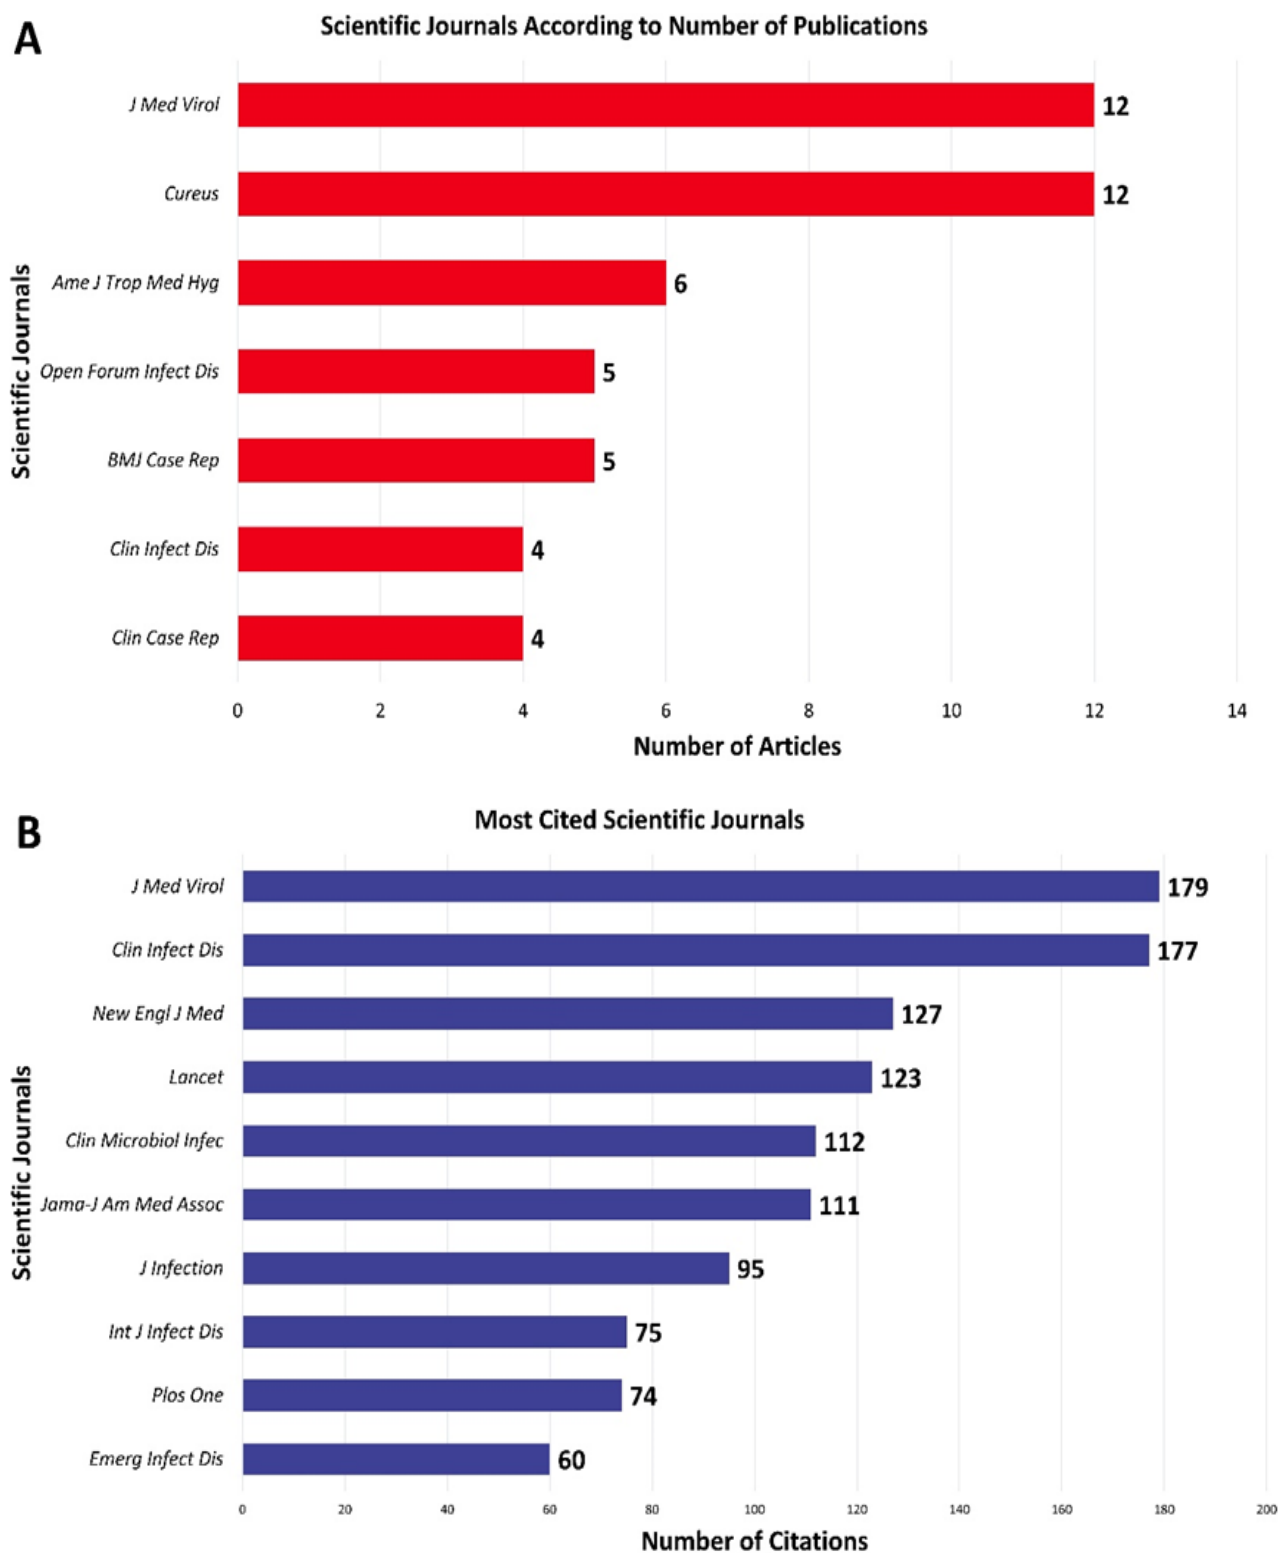 A
Scientific Journals According to Number of Publications
J Med Virol 12
Cureus 12
Ame J Trop Med Hyg 6
Open Forum Infect Dis 5
BMJ Case Rep 5
Clin Infect Dis 4
Clin Case Rep 4
Scientific Journals
0 2 4 6 8 10 12 14
Number of Articles
B
Most Cited Scientific Journals
J Med Virol 179
Clin Infect Dis 177
New Engl J Med 127
Lancet 123
Clin Microbiol Infec 112
Jama-J Am Med Assoc 111
J Infection 95
Int J Infect Dis 75
Plos One 74
Emerg Infect Dis 60
Scientific Journals
0 20 40 60 80 100 120 140 160 180 200
Number of Citations